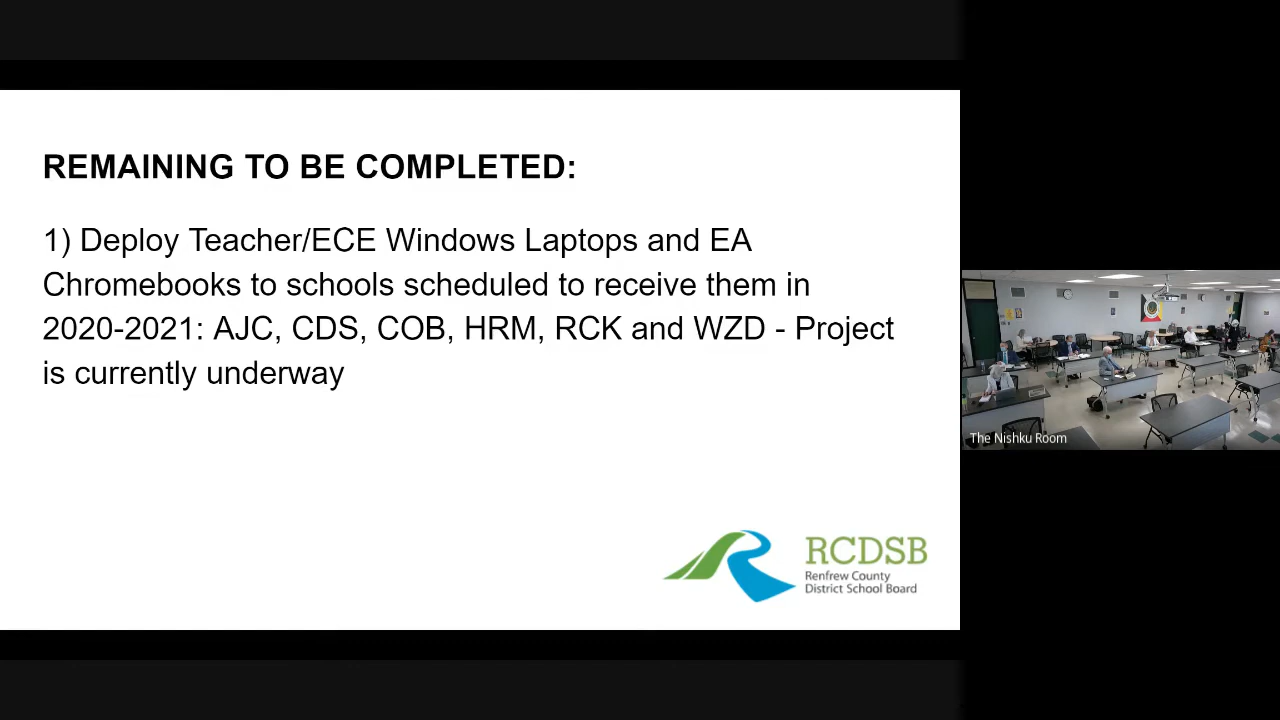 REMAINING TO BE COMPLETED:
1) Deploy Teacher/ECE Windows Laptops and EA
Chromebooks to schools scheduled to receive them in
2020-2021: AJC, CDS, COB, HRM, RCK and WZD - Project
is currently underway
RCDSB
Renfrew County
District School Board
The Nishku Room